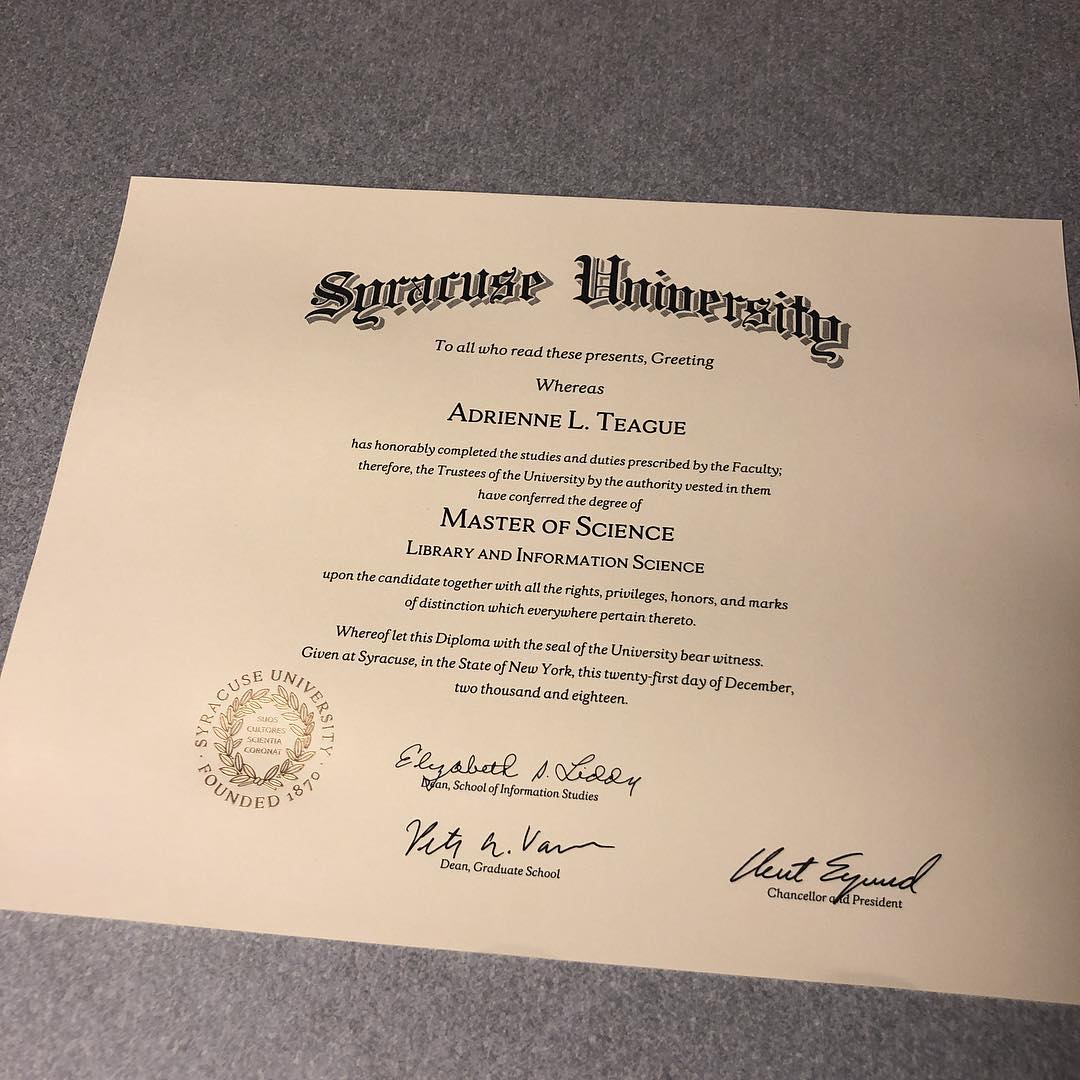 Syracuse University
To all who read these presents, Greeting
Whereas
ADRIENNE L. TEAGUE
has honorably completed the studies and duties prescribed by the Faculty;
therefore, the Trustees of the University by the authority vested in them
have conferred the degree of
MASTER OF SCIENCE
LIBRARY AND INFORMATION SCIENCE
upon the candidate together with all the rights, privileges, honors, and marks
of distinction which everywhere pertain thereto.
Whereof let this Diploma with the seal of the University bear witness.
Given at Syracuse, in the State of New York, this twenty-first day of December,
two thousand and eighteen.
SYRACUSE UNIVERSITY
SUOS
CULTORES
SCIENTIA
CORONAT
FOUNDED 1870
Elizabeth D. Liddy
Dean, School of Information Studies
Dean, Graduate School
Chancellor and President